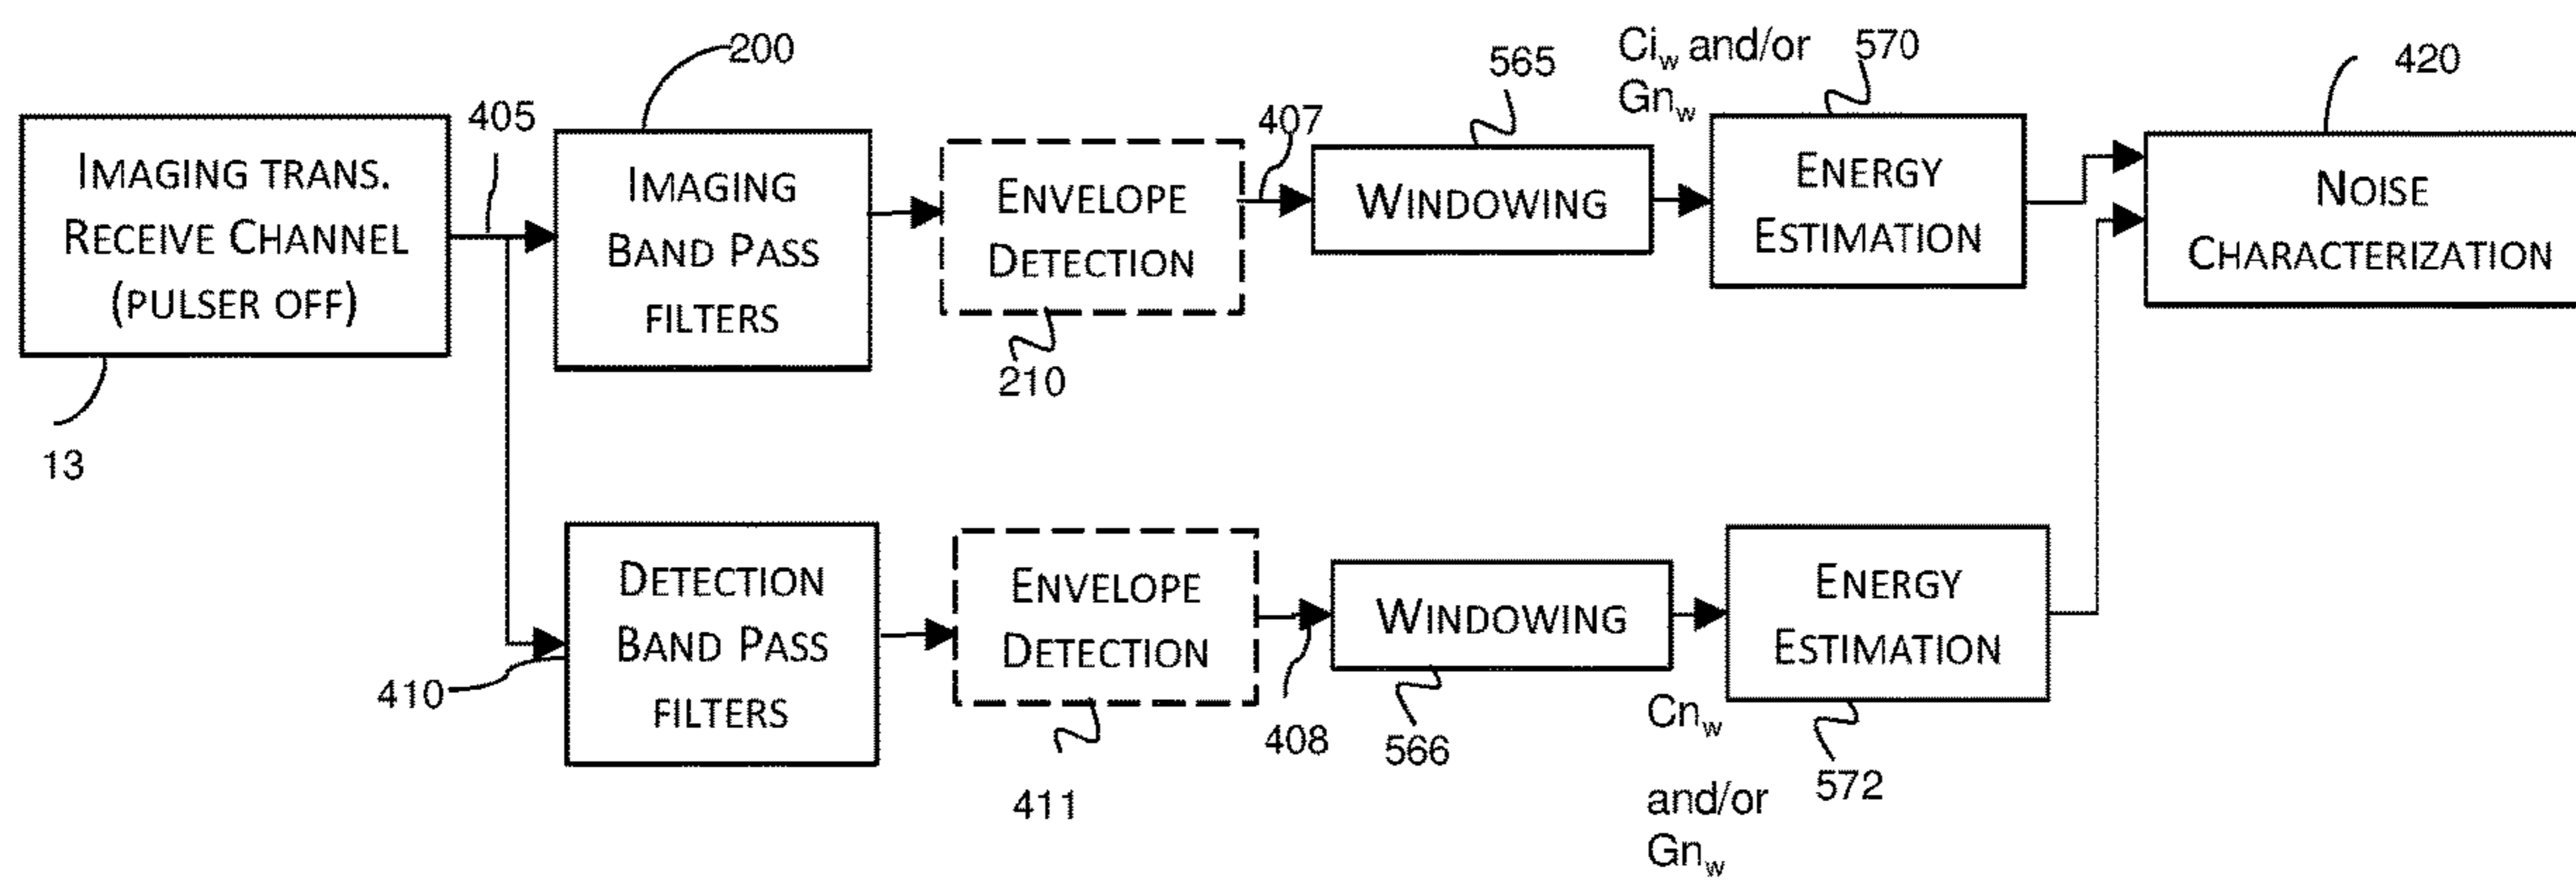 200
Ci_w and/or
Gn_w
570
565
420
405
407
IMAGING TRANS.
RECEIVE CHANNEL
(PULSER OFF)
IMAGING
BAND PASS
FILTERS
ENVELOPE
DETECTION
WINDOWING
ENERGY
ESTIMATION
NOISE
CHARACTERIZATION
210
13
DETECTION
BAND PASS
FILTERS
ENVELOPE
DETECTION
WINDOWING
ENERGY
ESTIMATION
410
411
408
566
Cn_w
and/or
Gn_w
572